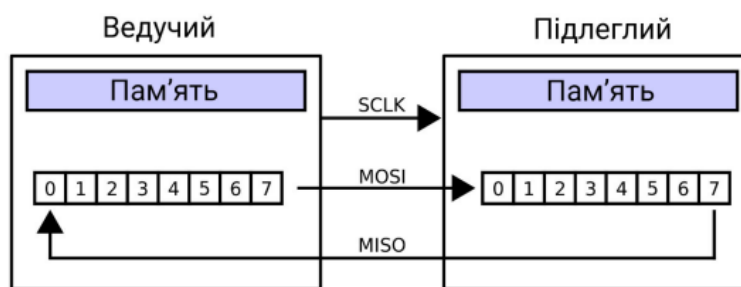 Ведучий Підлеглий
Пам'ять Пам'ять
SCLK
MOSI
0 1 2 3 4 5 6 7 0 1 2 3 4 5 6 7
MISO